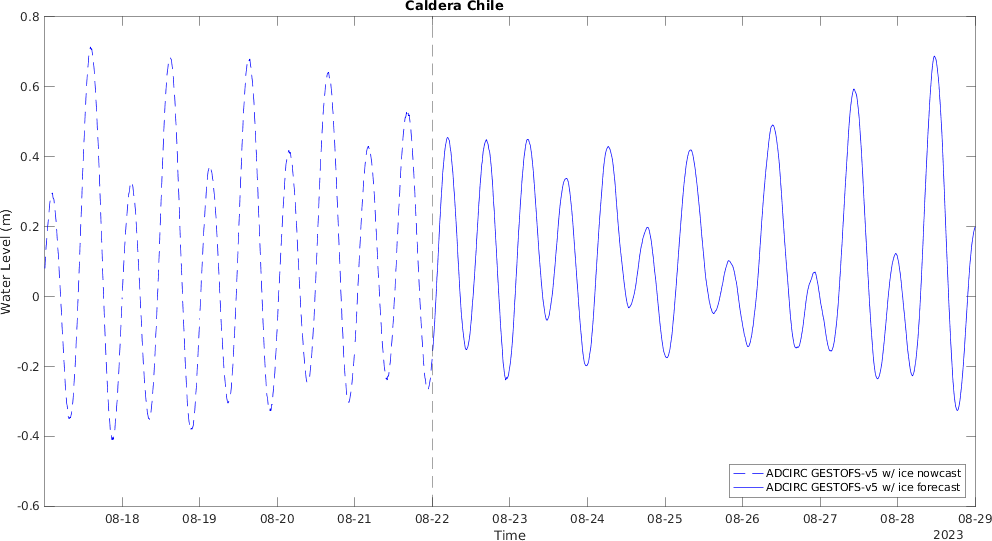 Caldera Chile
0.8
0.6
0.4
0.2
0
-0.2
-0.4
-0.6
Water Level (m)
ADCIRC GESTOFS-v5 w/ ice nowcast
ADCIRC GESTOFS-v5 w/ ice forecast
08-18 08-19 08-20 08-21 08-22 08-23 08-24 08-25 08-26 08-27 08-28 08-29
Time
2023